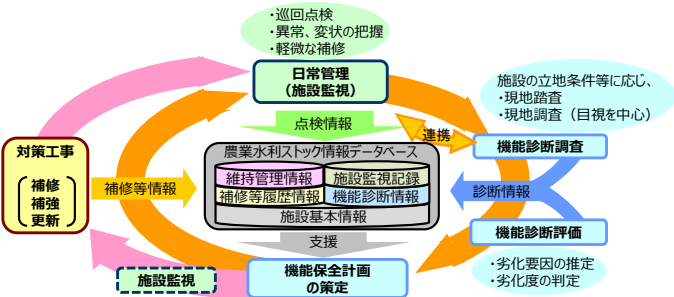 ・巡回点検
・異常、変状の把握
・軽微な補修
日常管理
（施設監視）
施設の立地条件等に応じ、
・現地踏査
・現地調査（目視を中心）
点検情報
連携
対策工事
補修
補強
更新
農業水利ストック情報データベース
機能診断調査
維持管理情報
施設監視記録
補修等情報
補修等履歴情報
機能診断情報
診断情報
施設基本情報
機能診断評価
支援
施設監視
機能保全計画
の策定
・劣化要因の推定
・劣化度の判定